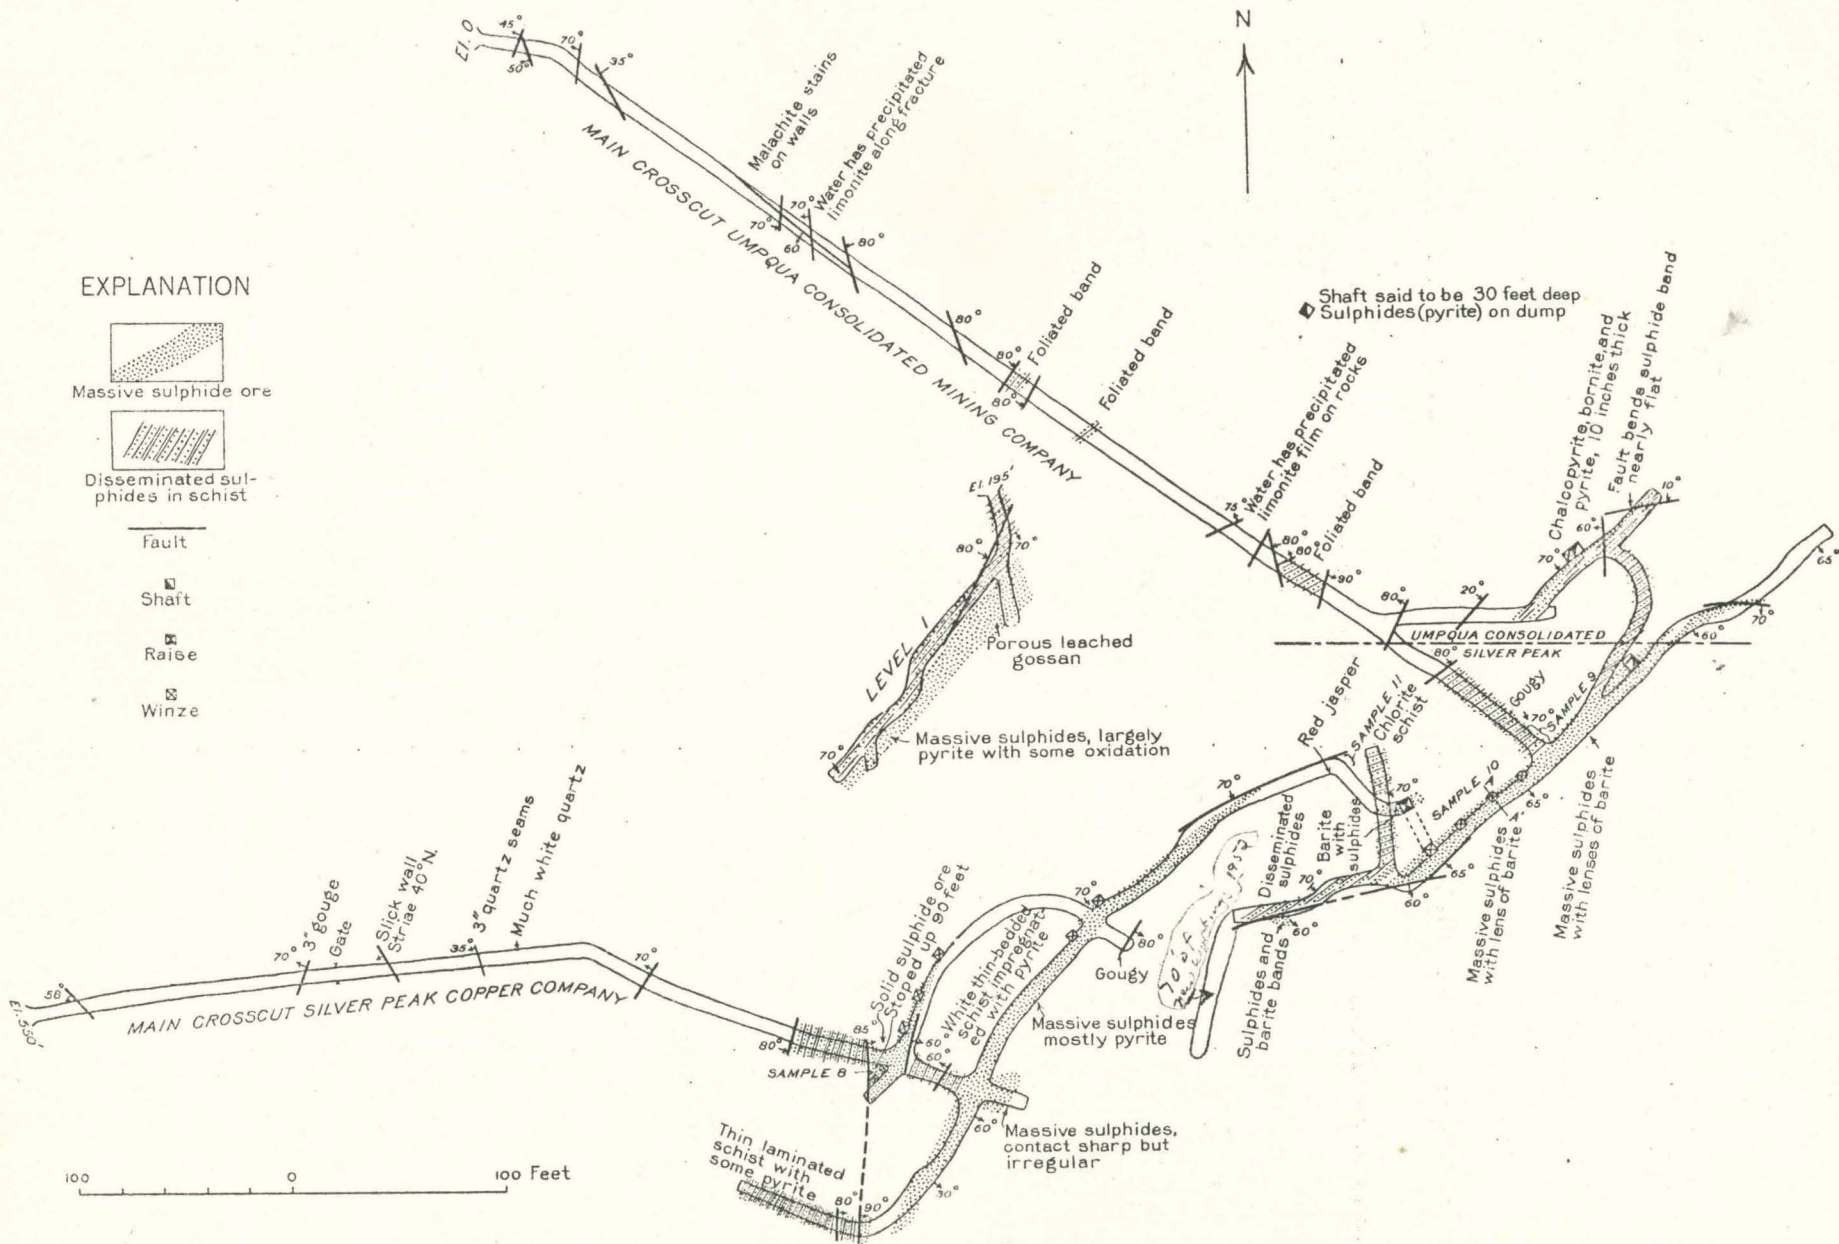 N
El. O
45°
50°
70°
35°
Malachite stains
on walls
Water has precipitated
limonite along fracture
70°
70°
60
80°
MAIN CROSSCUT UMPQUA CONSOLIDATED MINING COMPANY
80°
80°
Foliated band
80°
Foliated band
EXPLANATION
Massive sulphide ore
Disseminated sul-
phides in schist
Fault
Shaft
Raise
Winze
Shaft said to be 30 feet deep
Sulphides (pyrite) on dump
75°
Water has precipitated
limonite film on rocks
80°
80°
Foliated band
90°
Chalcopyrite, bornite, and
pyrite, 10 inches thick
Fault bends sulphide band
nearly flat
10°
60°
70°
80°
20°
65°
70°
60°
UMPQUA CONSOLIDATED
SILVER PEAK
80°
Gougy
70°
SAMPLE 9
El. 195'
80°
70°
LEVEL 1
Porous leached
gossan
70°
Massive sulphides, largely
pyrite with some oxidation
Red jasper
SAMPLE 11
Chlorite
schist
70°
70°
SAMPLE 10
A
A'
65°
65°
60°
Massive sulphides
with lens of barite
Massive sulphides
with lenses of barite
Disseminated
sulphides
Barite
with
sulphides
70°
60°
Sulphides and
barite bands
50' of
1952
70°
80°
Gougy
Solid sulphide ore
Stoped up 90 feet
White thin-bedded
schist impregnat-
ed with pyrite
Massive sulphides
mostly pyrite
85°
60°
60°
80°
SAMPLE 8
60°
Massive sulphides,
contact sharp but
irregular
30°
Thin laminated
schist with
some pyrite
80°
90°
El. 550'
58°
70°
3" gouge
Gate
Slick wall
Striae 40° N.
35°
3" quartz seams
Much white quartz
70°
MAIN CROSSCUT SILVER PEAK COPPER COMPANY
100 0 100 Feet